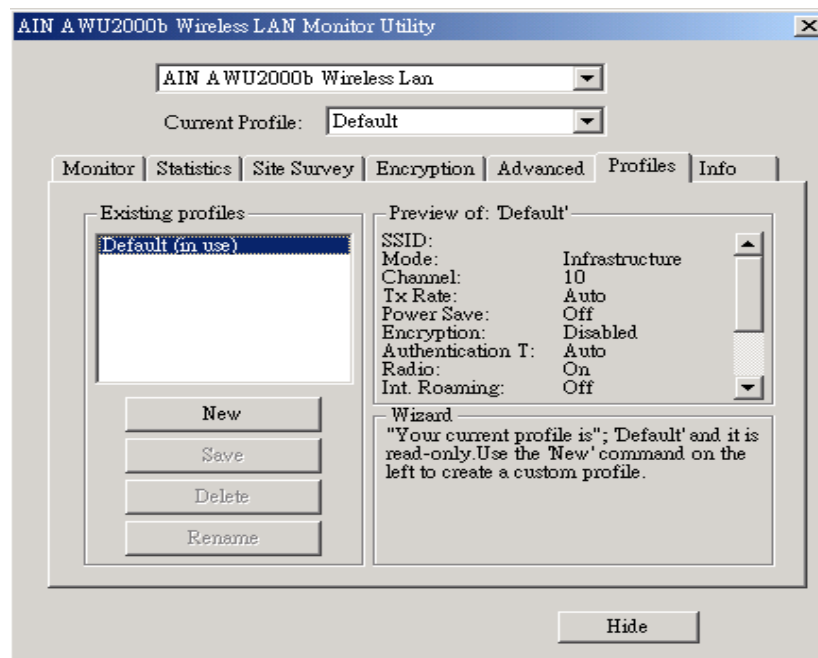 AIN AWU2000b Wireless LAN Monitor Utility
AIN AWU2000b Wireless Lan
Current Profile: Default
Monitor Statistics Site Survey Encryption Advanced Profiles Info
Existing profiles
Default (in use)
New
Save
Delete
Rename
Preview of: 'Default'
SSID:
Mode: Infrastructure
Channel: 10
Tx Rate: Auto
Power Save: Off
Encryption: Disabled
Authentication T: Auto
Radio: On
Int. Roaming: Off
Wizard
"Your current profile is"; 'Default' and it is
read-only.Use the 'New' command on the
left to create a custom profile.
Hide